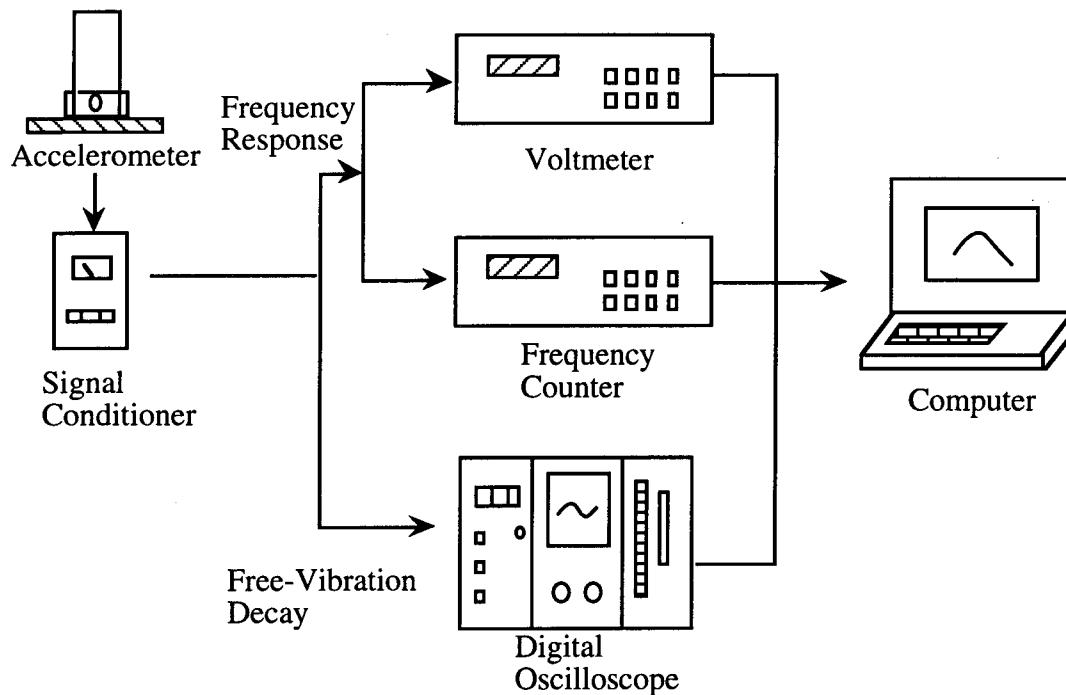 Accelerometer
Signal
Conditioner
Frequency
Response
Voltmeter
Frequency
Counter
Free-Vibration
Decay
Digital
Oscilloscope
Computer